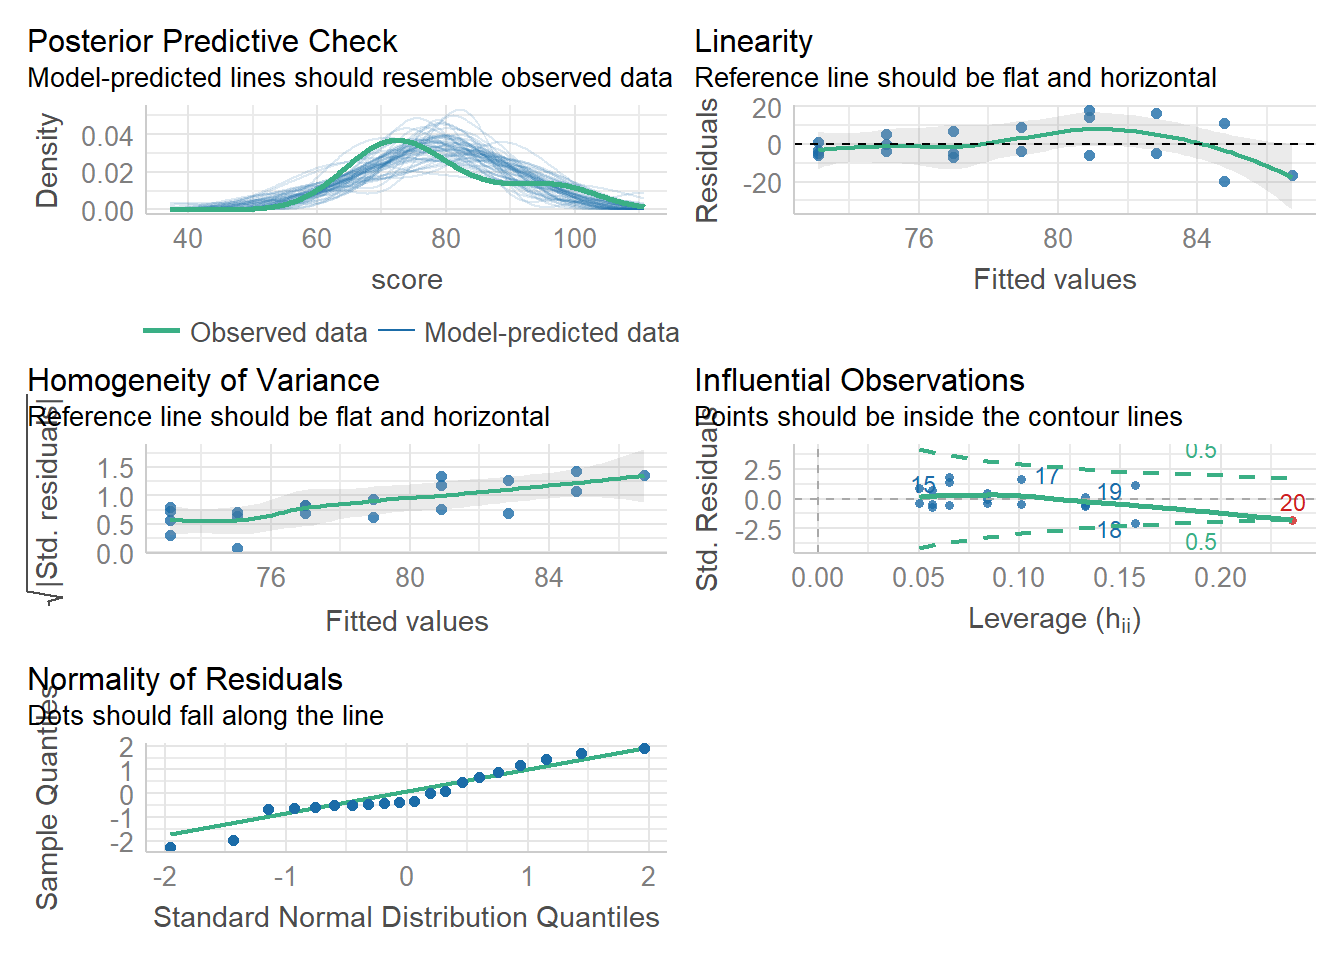 Posterior Predictive Check
Model-predicted lines should resemble observed data
Density
0.04
0.02
0.00
40 60 80 100
score
Observed data Model-predicted data
Linearity
Reference line should be flat and horizontal
Residuals
20
0
-20
76 80 84
Fitted values
Homogeneity of Variance
Reference line should be flat and horizontal
√|Std. residuals|
1.5
1.0
0.5
0.0
76 80 84
Fitted values
Influential Observations
Points should be inside the contour lines
Std. Residuals
2.5
0.0
-2.5
0.5
15
17
19
20
18
0.5
0.00 0.05 0.10 0.15 0.20
Leverage (hii)
Normality of Residuals
Dots should fall along the line
Sample Quantiles
2
1
0
-1
-2
-2 -1 0 1 2
Standard Normal Distribution Quantiles